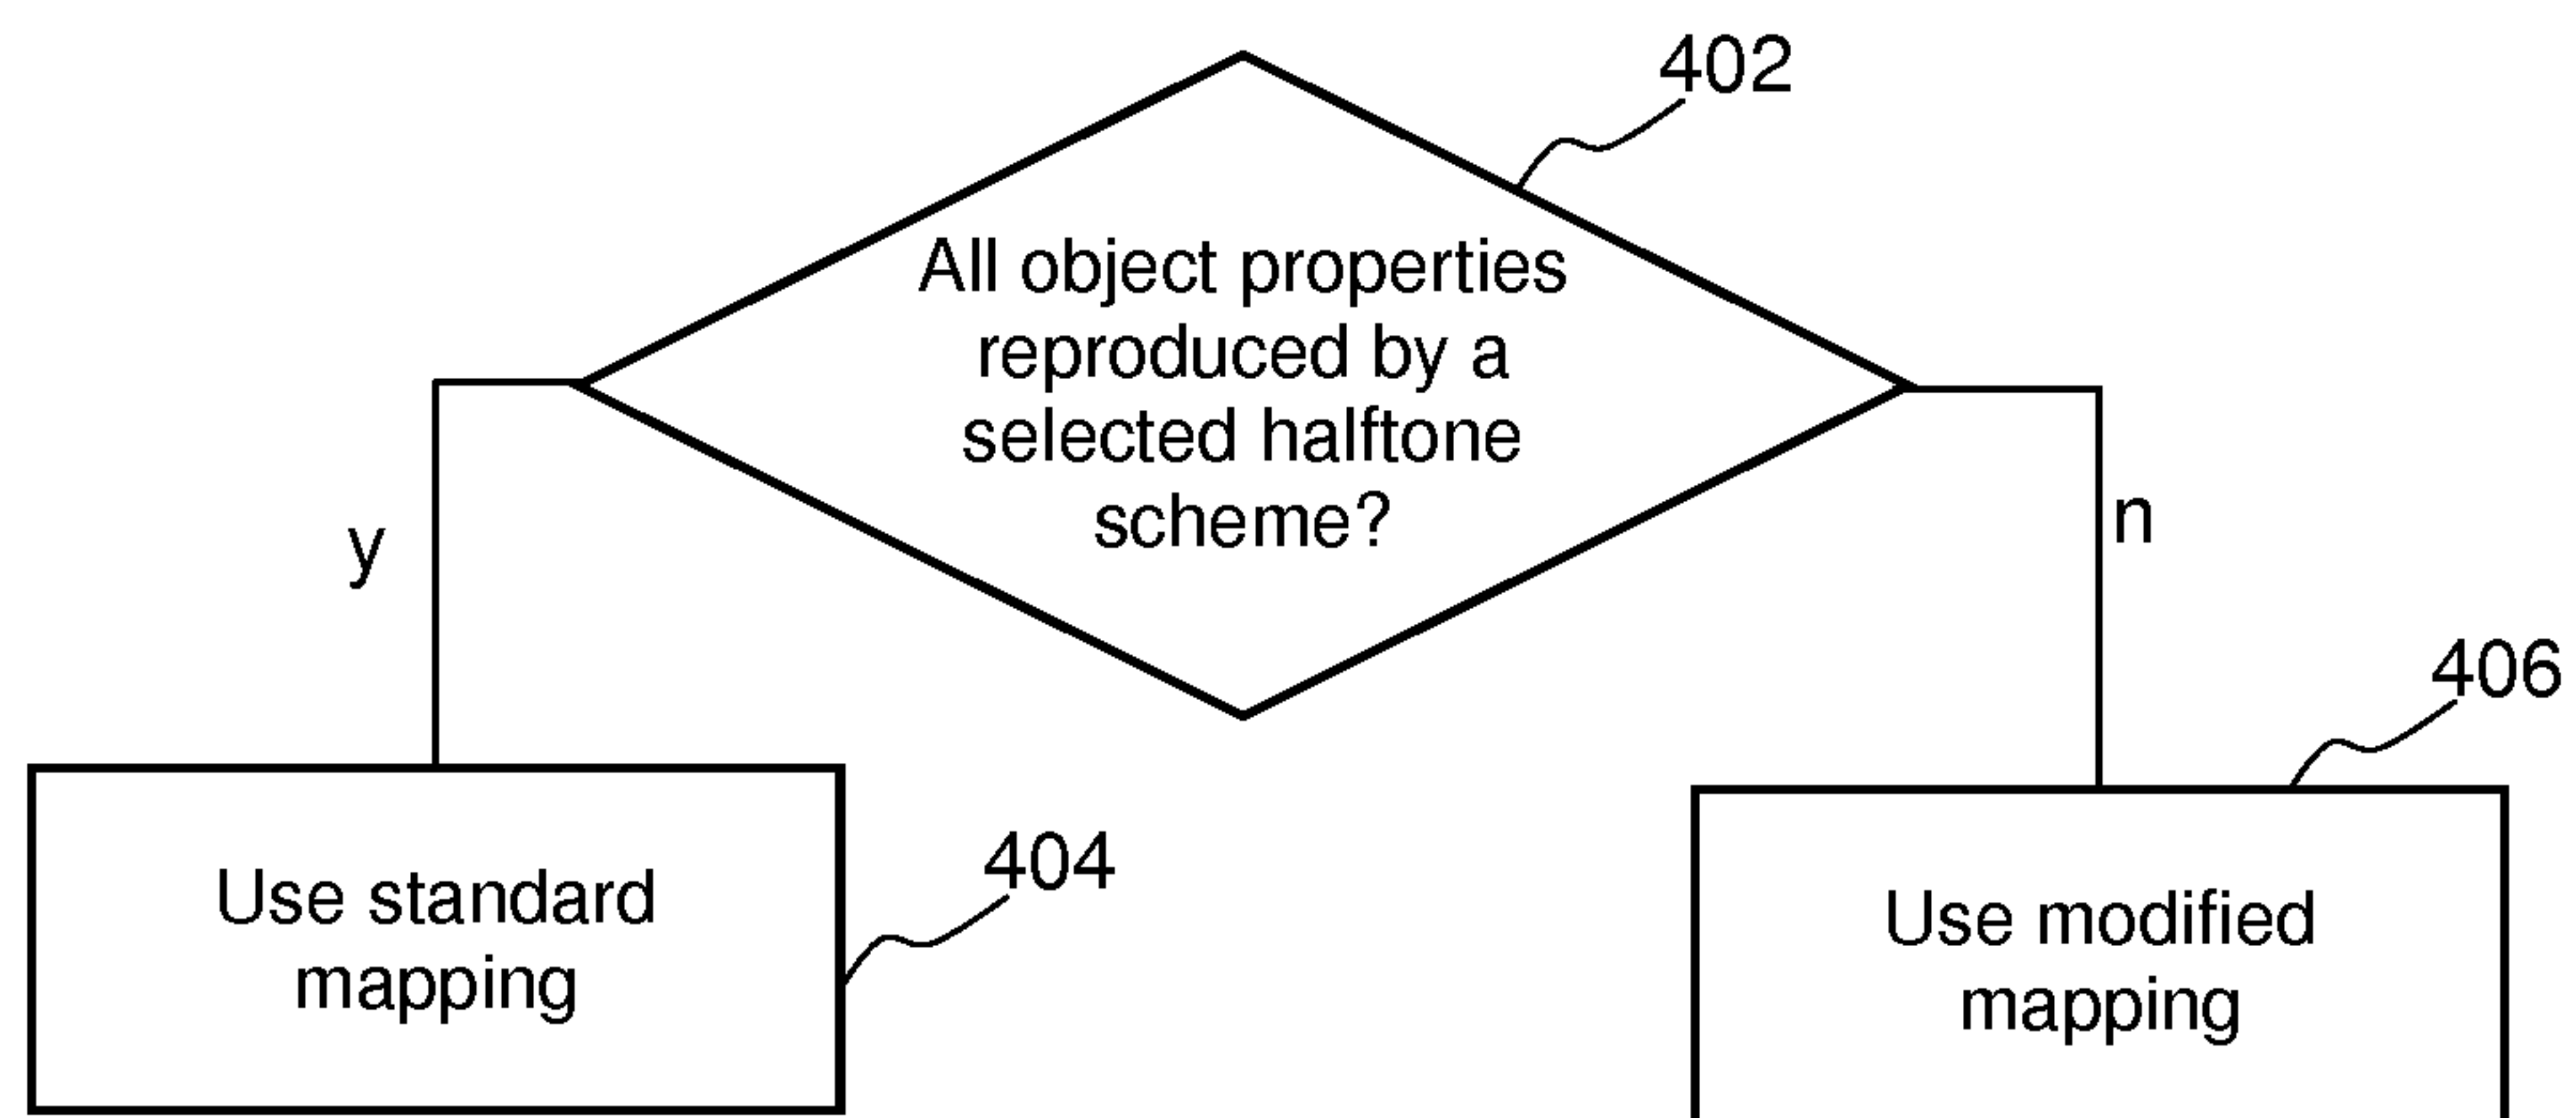 402
All object properties
reproduced by a
selected halftone
scheme?
y
n
406
404
Use standard
mapping
Use modified
mapping